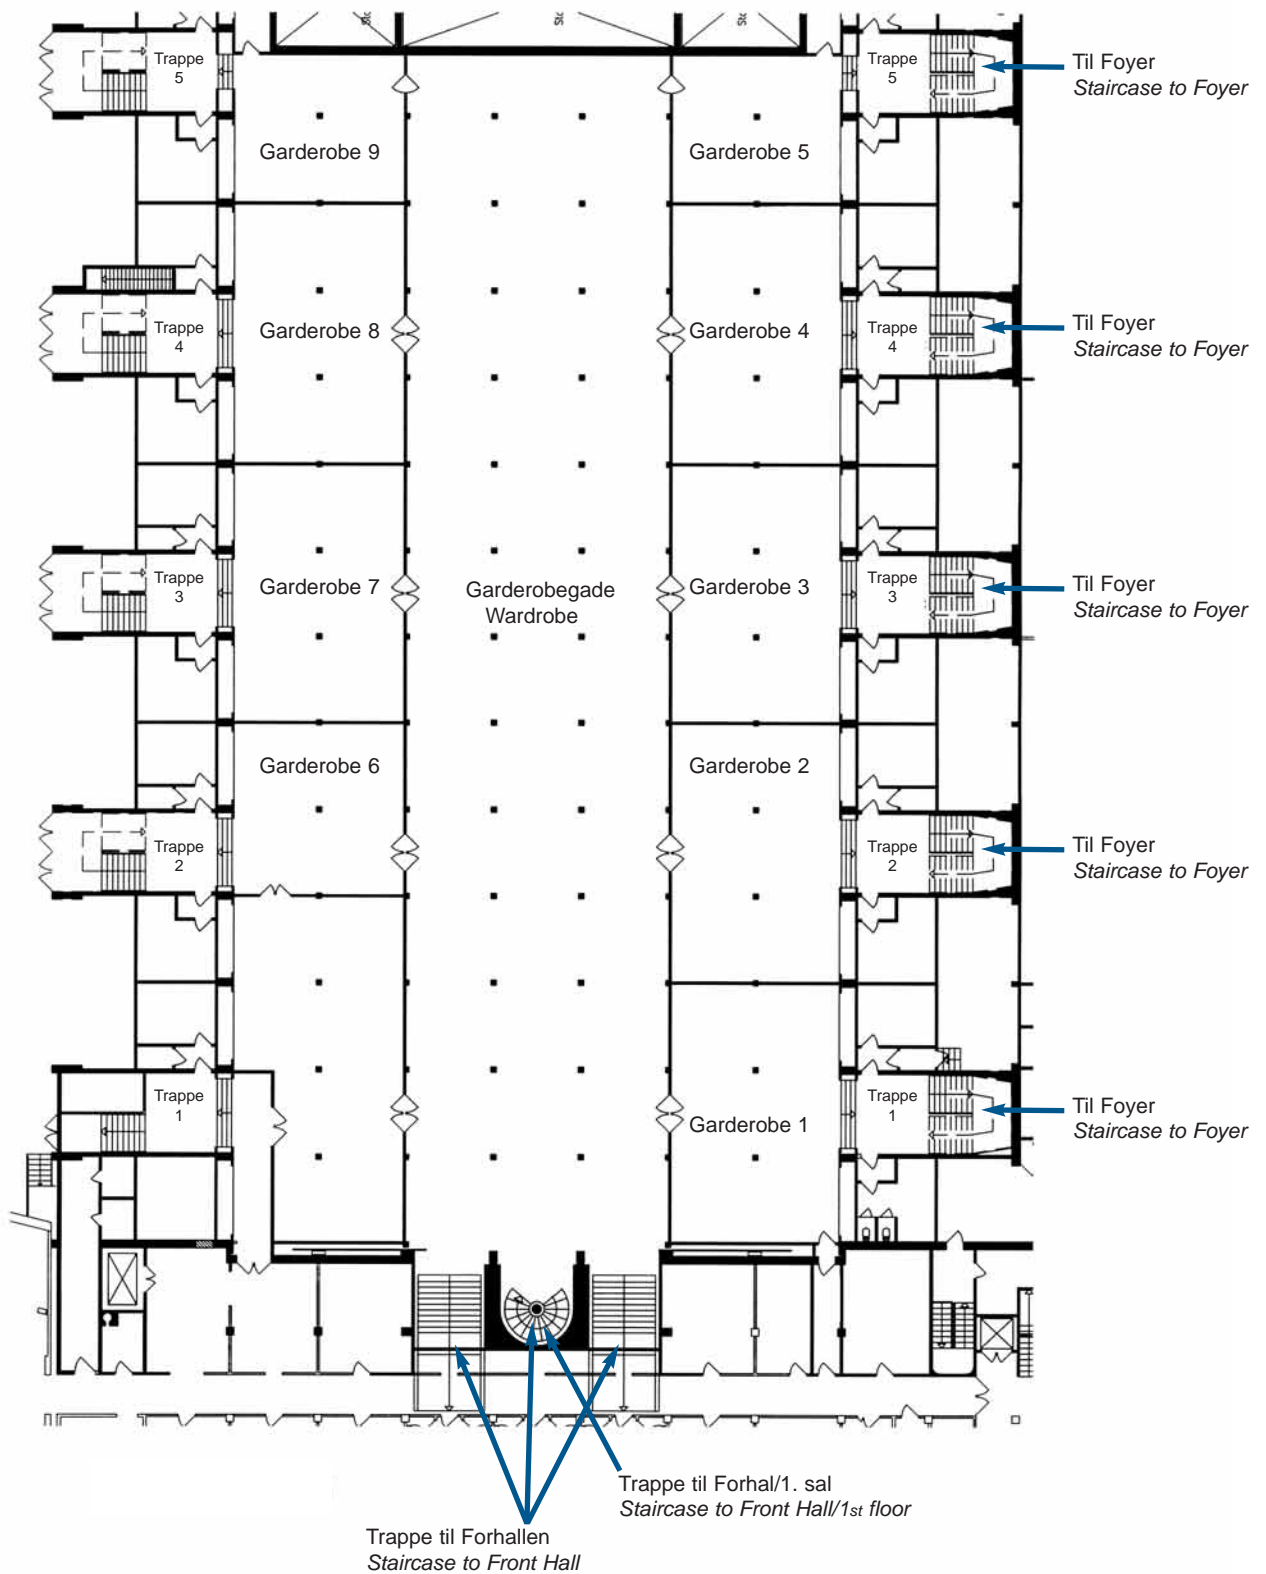 Trappe
5
Trappe
5
Til Foyer
Staircase to Foyer
Garderobe 9
Garderobe 5
Trappe
4
Garderobe 8
Garderobe 4
Trappe
4
Til Foyer
Staircase to Foyer
Trappe
3
Garderobe 7
Garderobegade
Wardrobe
Garderobe 3
Trappe
3
Til Foyer
Staircase to Foyer
Garderobe 6
Garderobe 2
Trappe
2
Trappe
2
Til Foyer
Staircase to Foyer
Trappe
1
Garderobe 1
Trappe
1
Til Foyer
Staircase to Foyer
Trappe til Forhal/1. sal
Staircase to Front Hall/1st floor
Trappe til Forhallen
Staircase to Front Hall